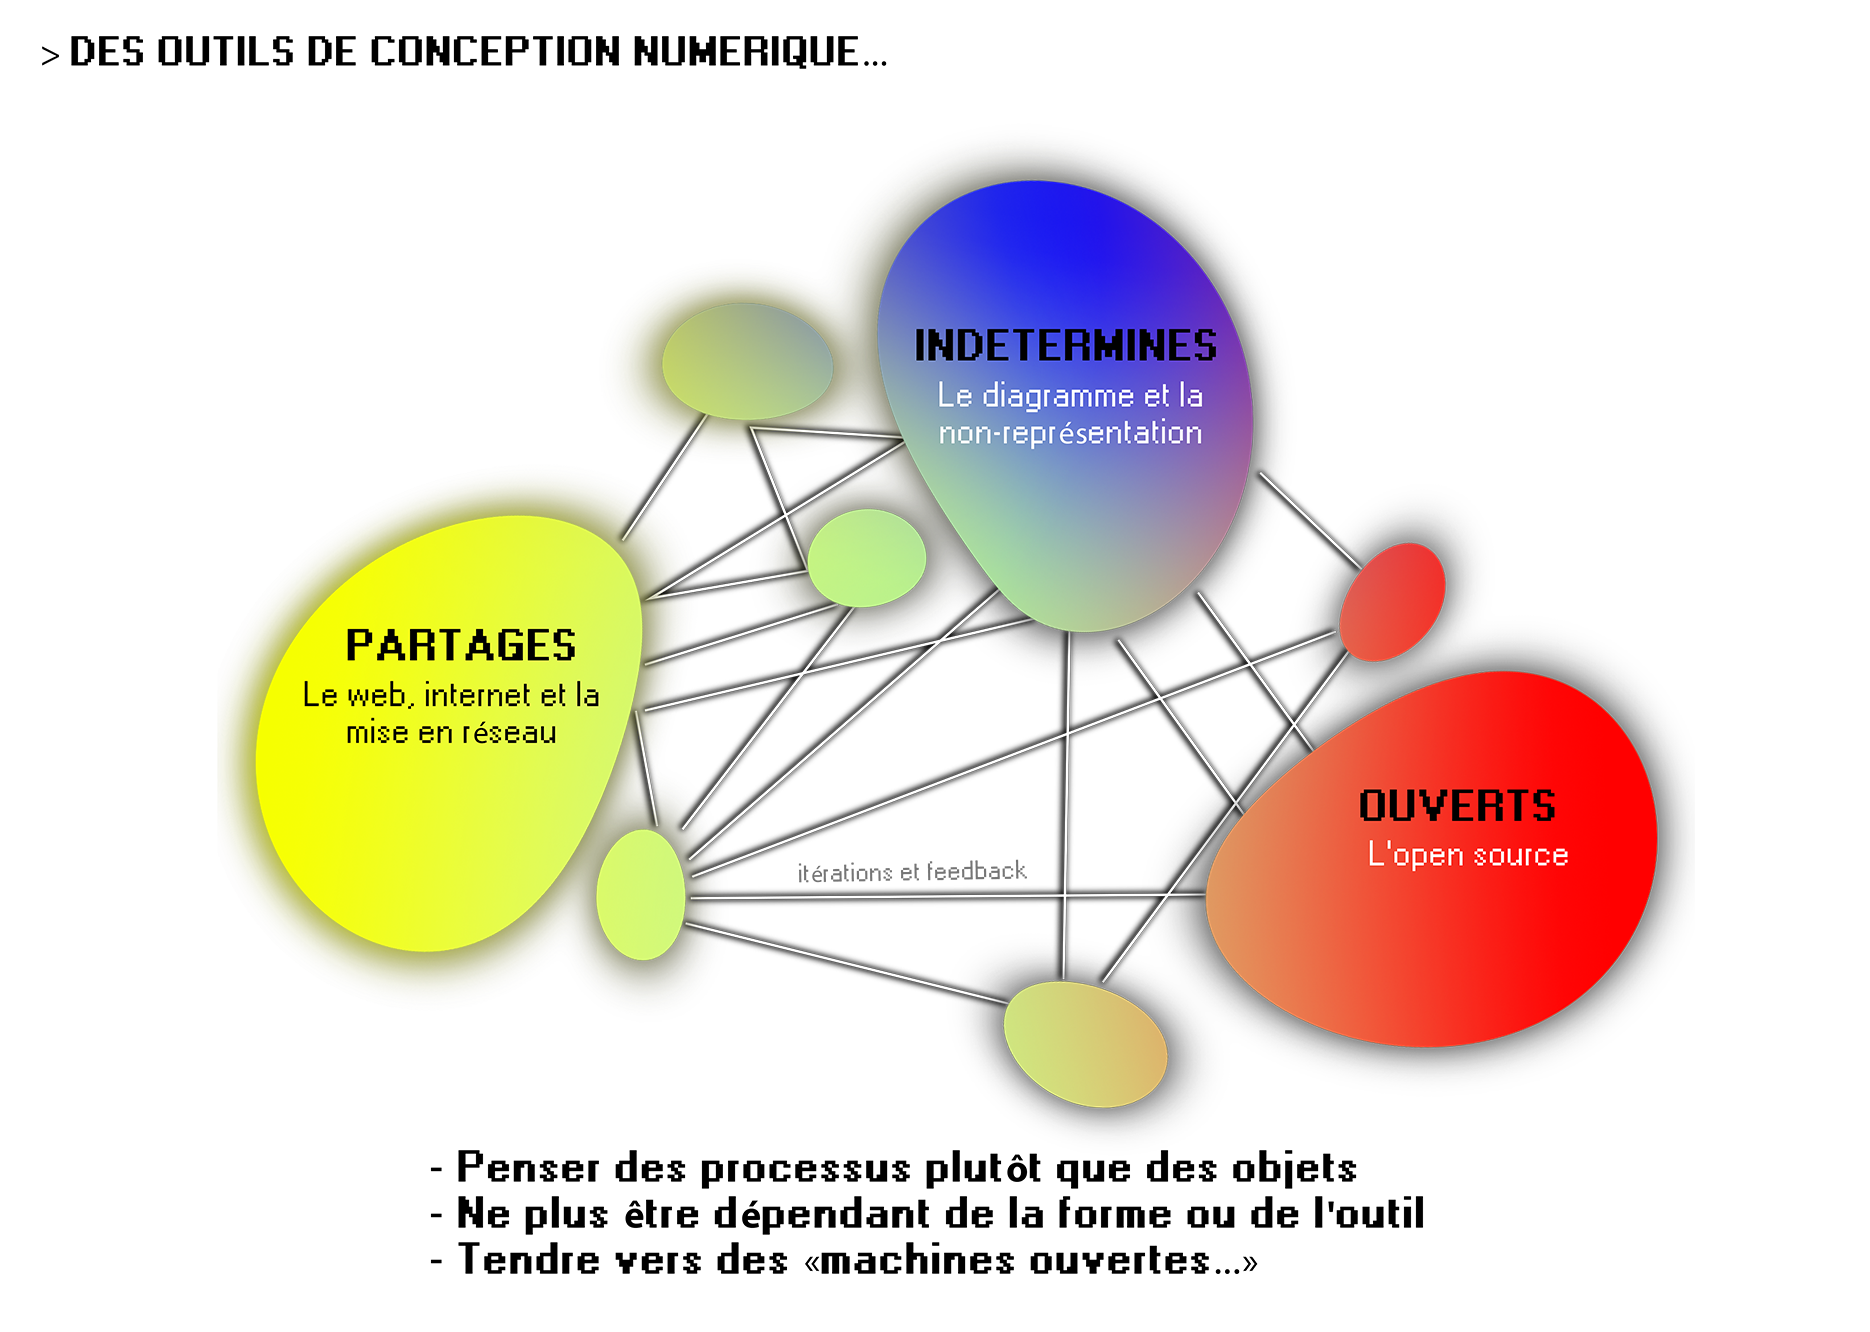 > DES OUTILS DE CONCEPTION NUMERIQUE...
INDETERMINES
Le diagramme et la
non-représentation
PARTAGES
Le web, internet et la
mise en réseau
OUVERTS
L'open source
itérations et feedback
- Penser des processus plutôt que des objets
- Ne plus être dépendant de la forme ou de l'outil
- Tendre vers des «machines ouvertes...»